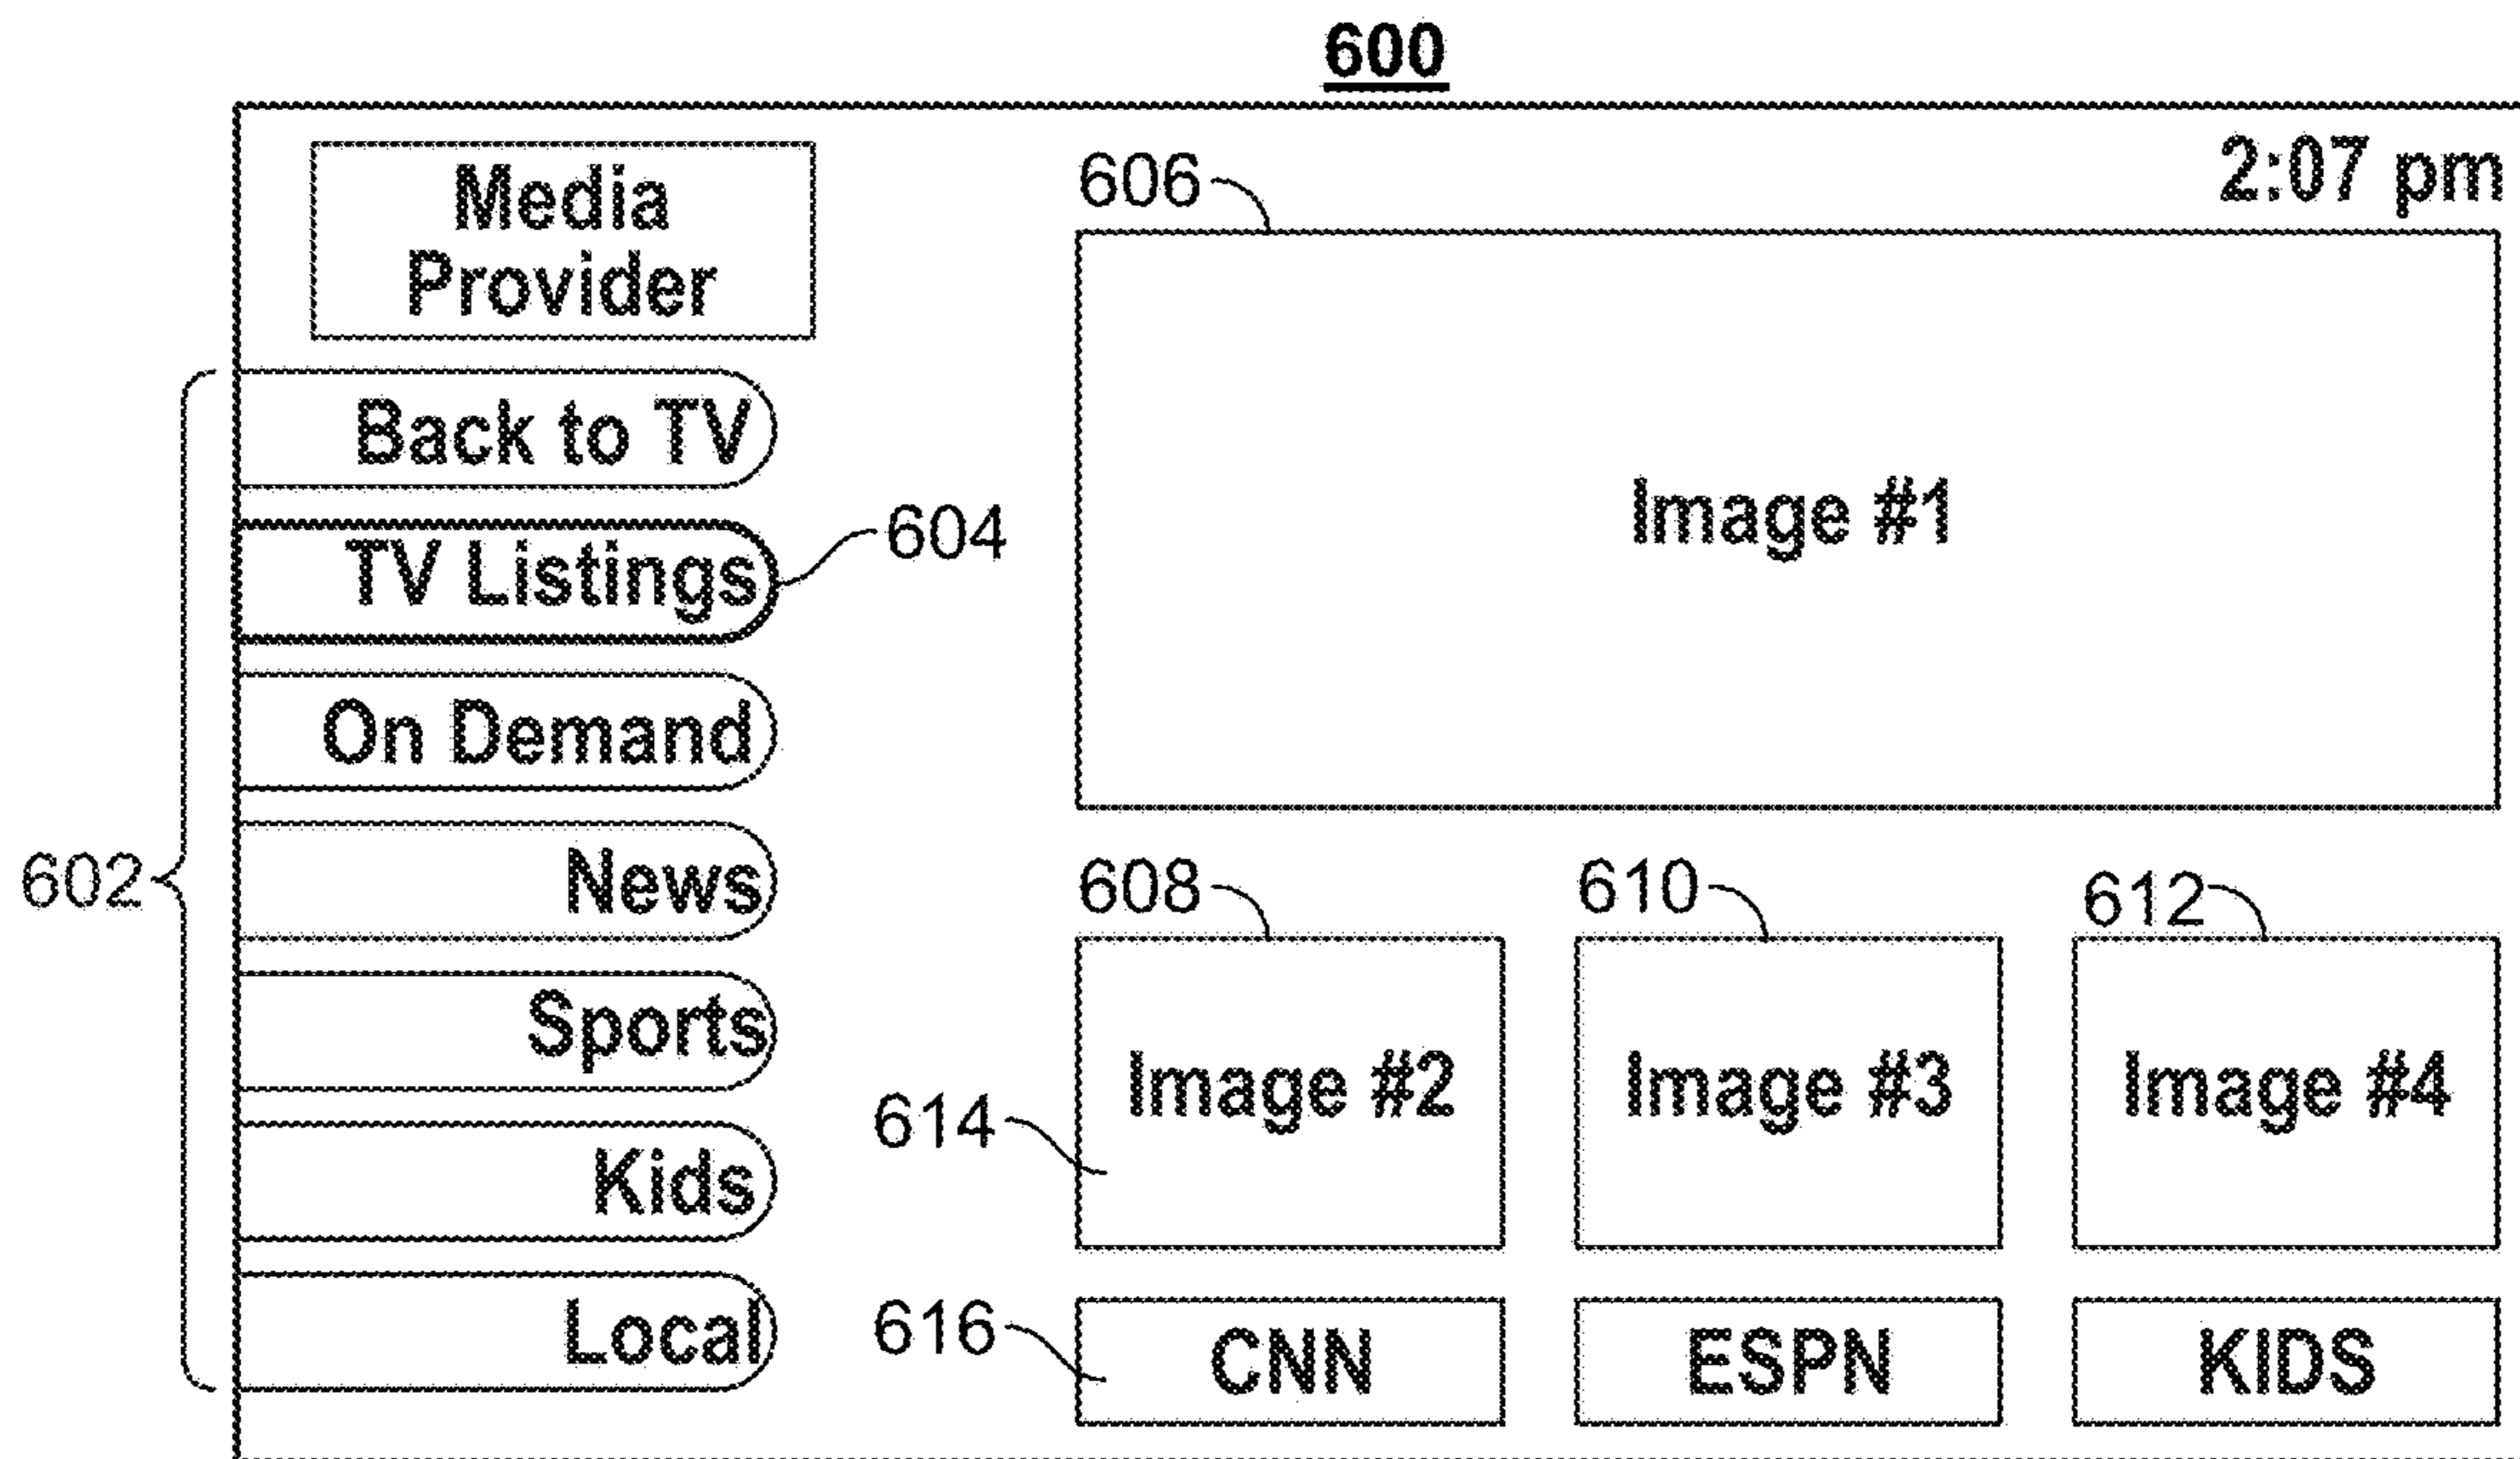 600
Media
Provider
2:07 pm
606
Image #1
Back to TV
TV Listings
604
On Demand
News
Sports
Kids
Local
602
608
610
612
Image #2
Image #3
Image #4
614
616
CNN
ESPN
KIDS